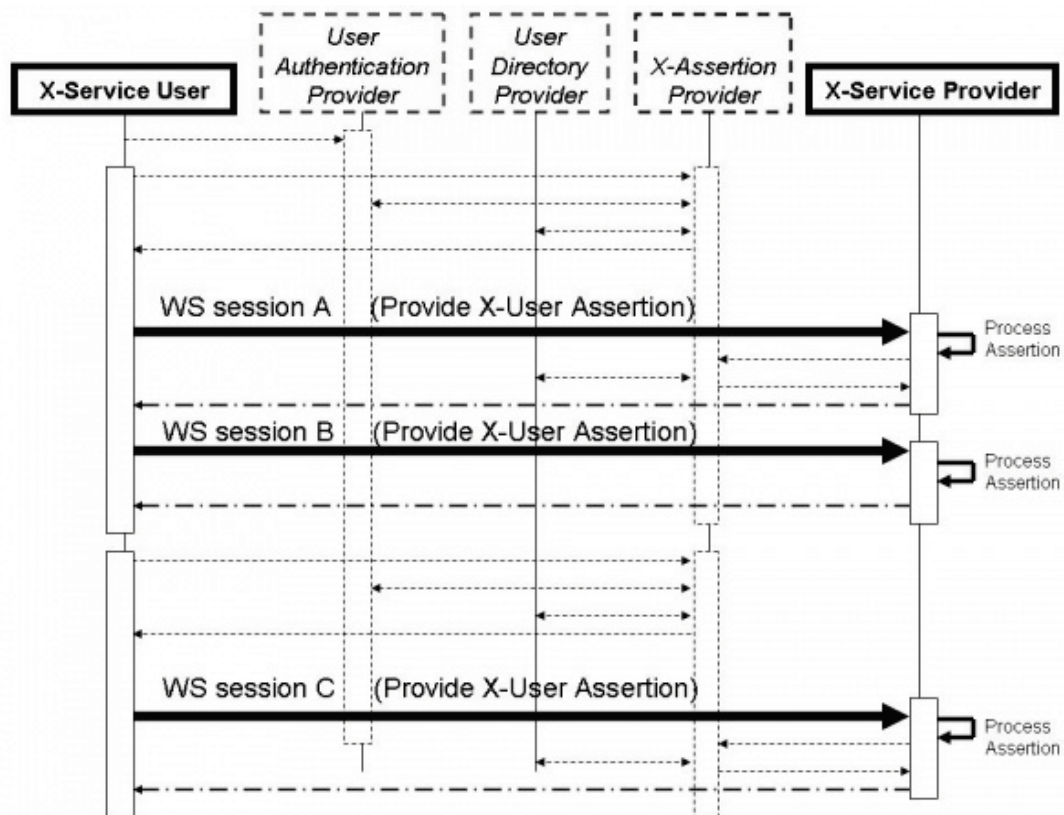 X-Service User
User
Authentication
Provider
User
Directory
Provider
X-Assertion
Provider
X-Service Provider
WS session A (Provide X-User Assertion)
Process
Assertion
WS session B (Provide X-User Assertion)
Process
Assertion
WS session C (Provide X-User Assertion)
Process
Assertion